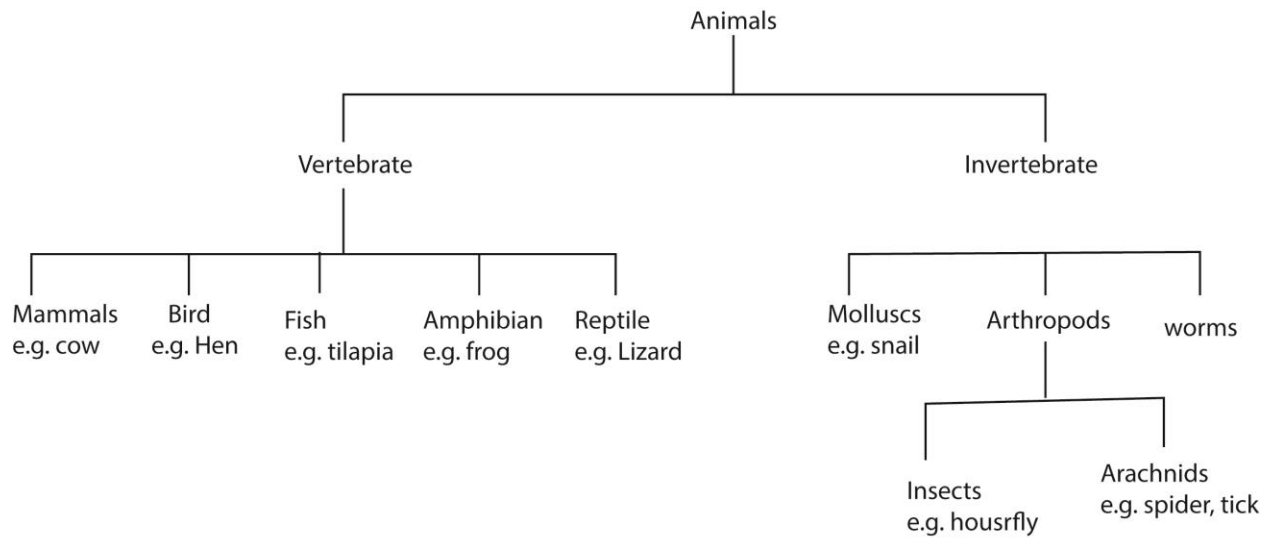 Animals
Vertebrate
Invertebrate
Mammals
e.g. cow
Bird
e.g. Hen
Fish
e.g. tilapia
Amphibian
e.g. frog
Reptile
e.g. Lizard
Molluscs
e.g. snail
Arthropods
worms
Insects
e.g. housrfly
Arachnids
e.g. spider, tick